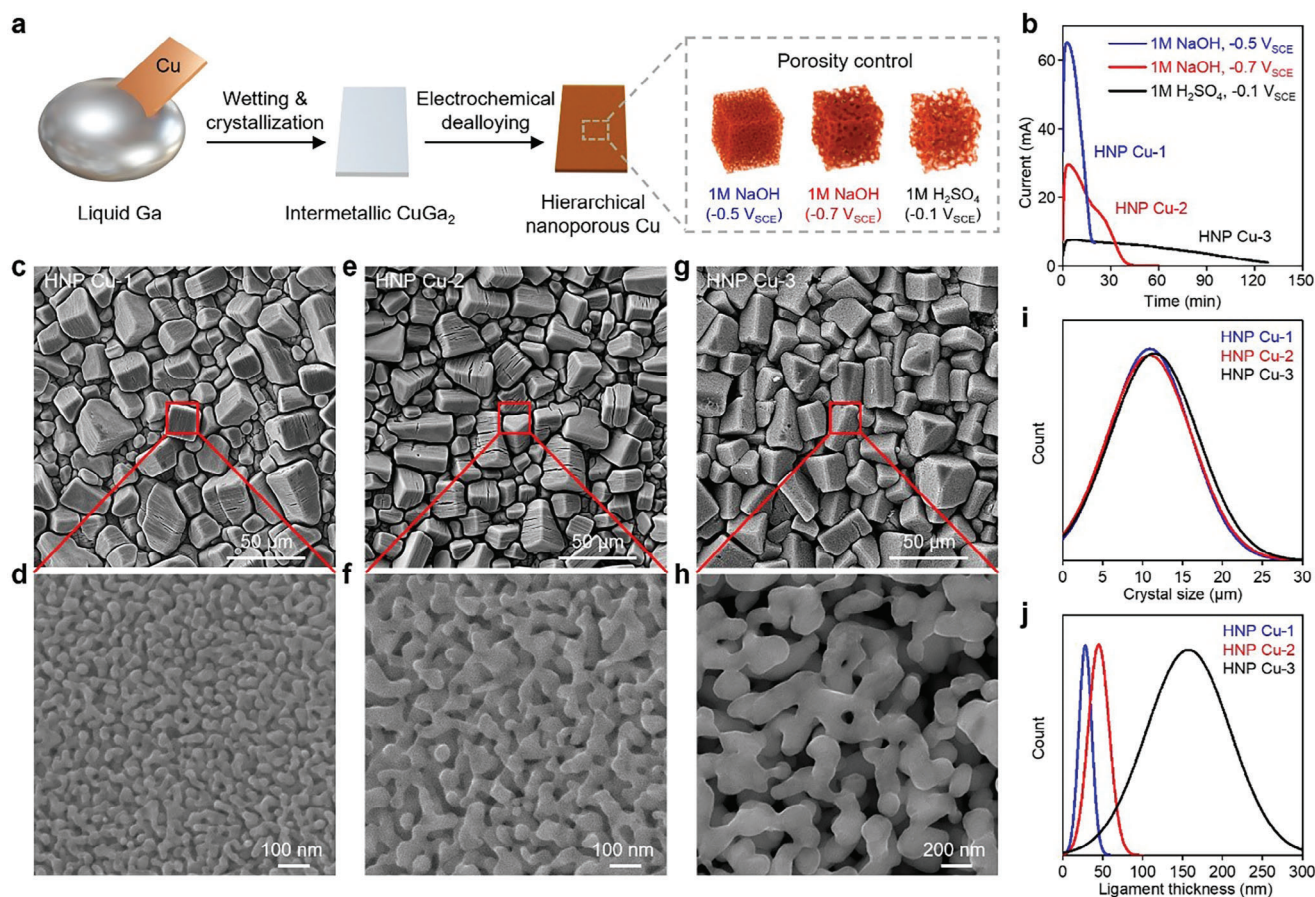 a
Cu
Liquid Ga
Wetting &
crystallization
Intermetallic CuGa₂
Electrochemical
dealloying
Hierarchical
nanoporous Cu
Porosity control
1M NaOH
(-0.5 V_SCE)
1M NaOH
(-0.7 V_SCE)
1M H₂SO₄
(-0.1 V_SCE)
b
Current (mA)
60
40
20
0
0 30 60 90 120 150
Time (min)
1M NaOH, -0.5 V_SCE
1M NaOH, -0.7 V_SCE
1M H₂SO₄, -0.1 V_SCE
HNP Cu-1
HNP Cu-2
HNP Cu-3
c
HNP Cu-1
50 µm
d
100 nm
e
HNP Cu-2
50 µm
f
100 nm
g
HNP Cu-3
50 µm
h
200 nm
i
HNP Cu-1
HNP Cu-2
HNP Cu-3
Count
0 5 10 15 20 25 30
Crystal size (µm)
j
HNP Cu-1
HNP Cu-2
HNP Cu-3
Count
0 50 100 150 200 250 300
Ligament thickness (nm)